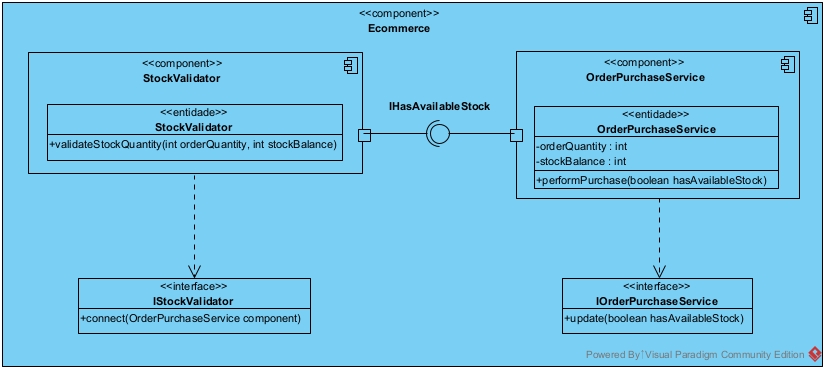 <<component>>
Ecommerce
<<component>>
StockValidator
<<entidade>>
StockValidator
+validateStockQuantity(int orderQuantity, int stockBalance)
IHasAvailableStock
<<component>>
OrderPurchaseService
<<entidade>>
OrderPurchaseService
-orderQuantity : int
-stockBalance : int
+performPurchase(boolean hasAvailableStock)
<<interface>>
IStockValidator
+connect(OrderPurchaseService component)
<<interface>>
IOrderPurchaseService
+update(boolean hasAvailableStock)
Powered By Visual Paradigm Community Edition